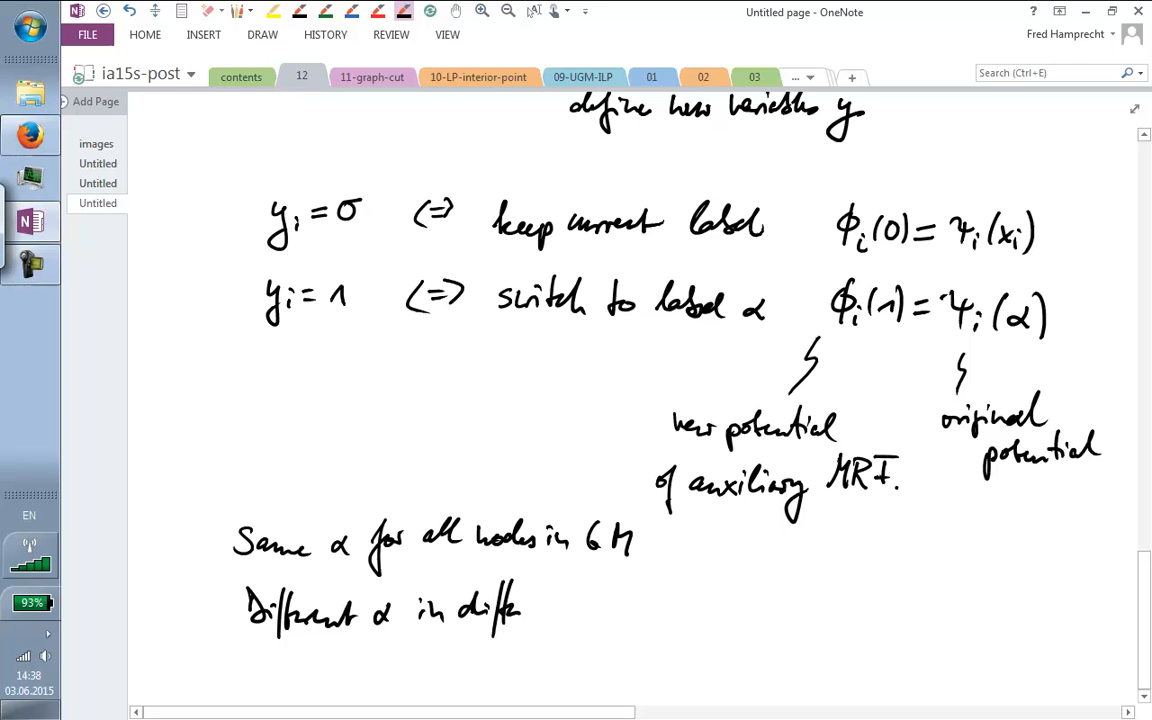 Untitled page - OneNote
FILE HOME INSERT DRAW HISTORY REVIEW VIEW
Fred Hamprecht
ia15s-post contents 12 11-graph-cut 10-LP-interior-point 09-UGM-ILP 01 02 03 ...
Search (Ctrl+E)
Add Page
images
Untitled
Untitled
Untitled
define new variables y
yi = 0 <=> keep current label ϕi(0) = ψi(xi)
yi = 1 <=> switch to label α ϕi(1) = ψi(α)
new potential
of auxiliary MRF.
original
potential
Same α for all nodes in GM
Different α in diffe
EN
93%
14:38
03.06.2015